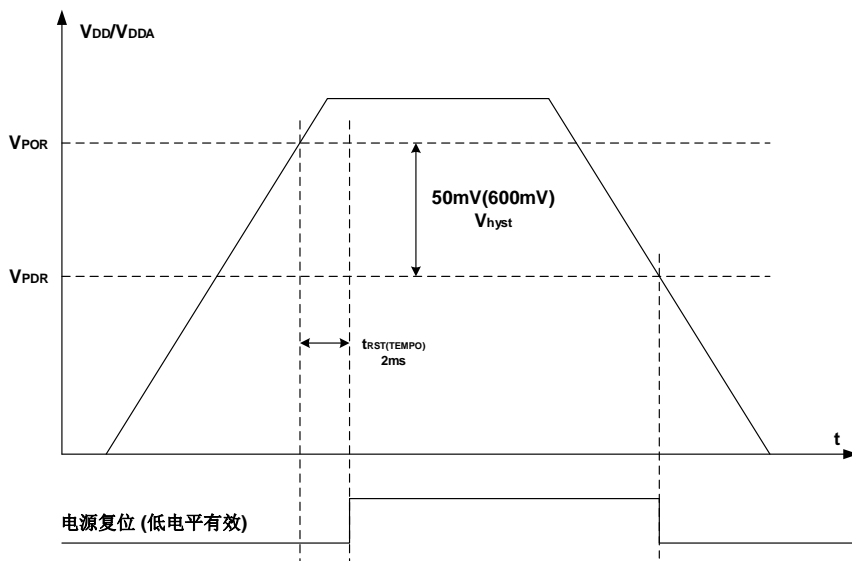 VDD/VDDA
VPOR
50mV(600mV)
Vhyst
VPDR
tRST(TEMPO)
2ms
t
电源复位 (低电平有效)